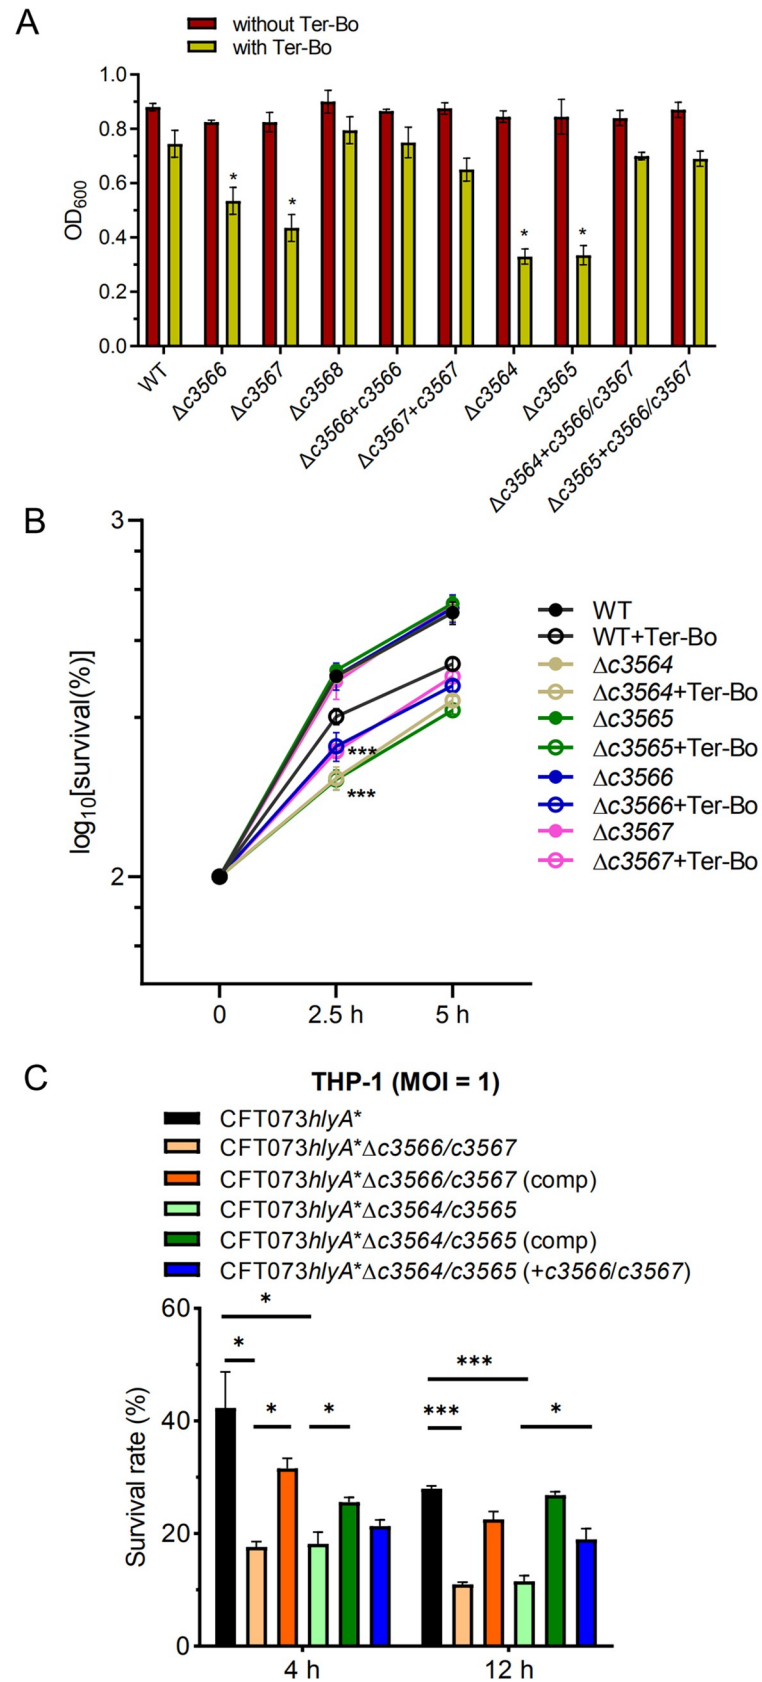 A
without Ter-Bo
with Ter-Bo
1.0
0.8
0.6
0.4
0.2
0.0
OD600
* * * *
WT
Δc3566
Δc3567
Δc3568
Δc3566+c3566
Δc3567+c3567
Δc3564
Δc3565
Δc3564+c3566/c3567
Δc3565+c3566/c3567
B
3
2
log10[survival(%)]
***
***
0 2.5 h 5 h
WT
WT+Ter-Bo
Δc3564
Δc3564+Ter-Bo
Δc3565
Δc3565+Ter-Bo
Δc3566
Δc3566+Ter-Bo
Δc3567
Δc3567+Ter-Bo
C
THP-1 (MOI = 1)
CFT073hlyA*
CFT073hlyA*Δc3566/c3567
CFT073hlyA*Δc3566/c3567 (comp)
CFT073hlyA*Δc3564/c3565
CFT073hlyA*Δc3564/c3565 (comp)
CFT073hlyA*Δc3564/c3565 (+c3566/c3567)
60
40
20
0
Survival rate (%)
*
* ***
* * *** *
4 h 12 h